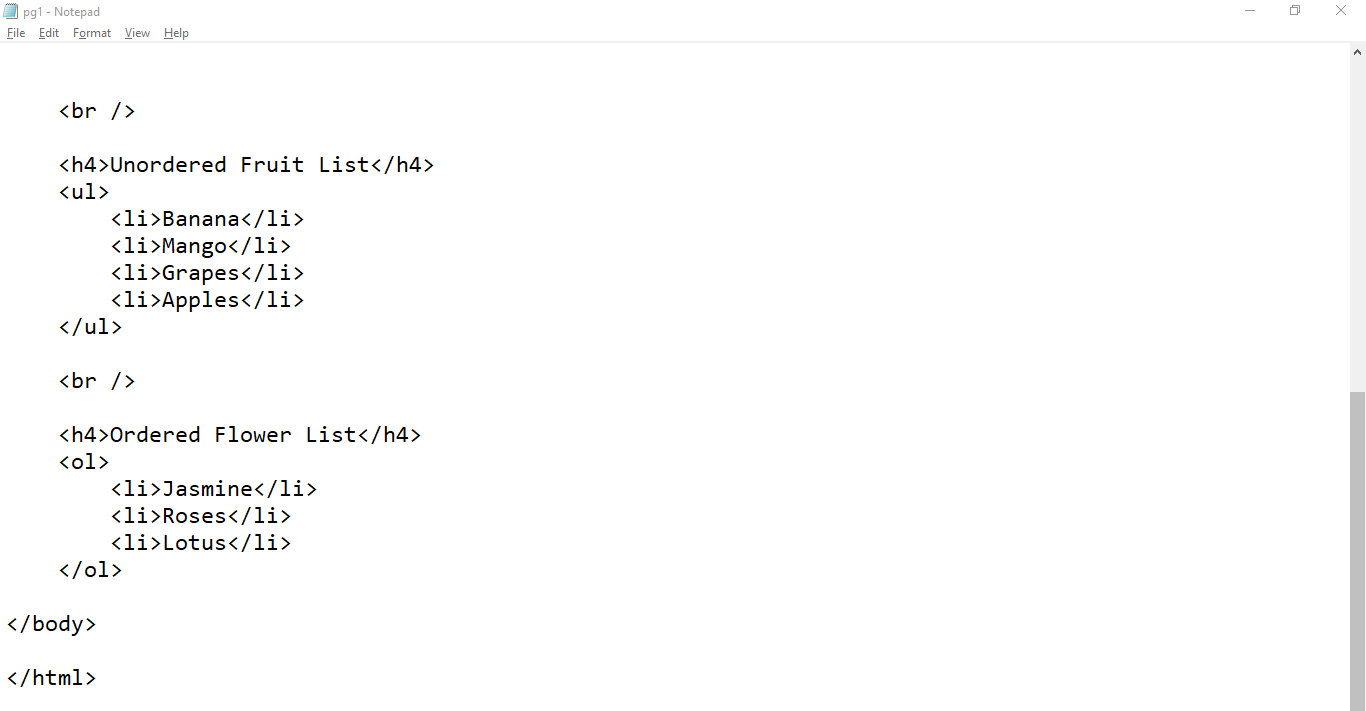 pg1 - Notepad
File Edit Format View Help
<br />
<h4>Unordered Fruit List</h4>
<ul>
<li>Banana</li>
<li>Mango</li>
<li>Grapes</li>
<li>Apples</li>
</ul>
<br />
<h4>Ordered Flower List</h4>
<ol>
<li>Jasmine</li>
<li>Roses</li>
<li>Lotus</li>
</ol>
</body>
</html>